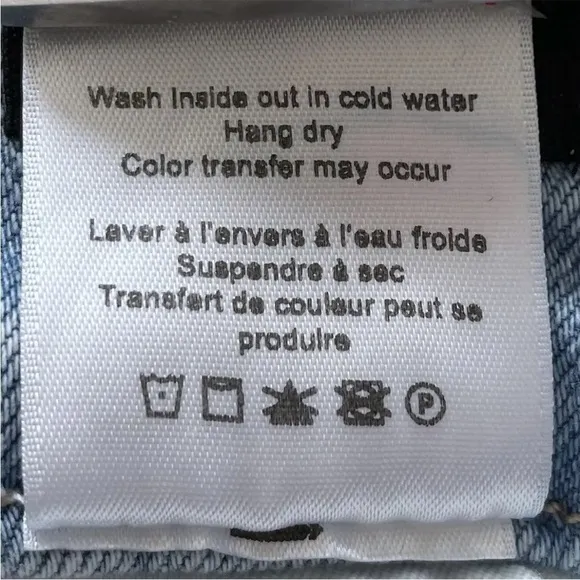 Wash Inside out in cold water
Hang dry
Color transfer may occur
Laver à l'envers à l'eau froide
Suspendre à sec
Transfert de couleur peut se
produire
P